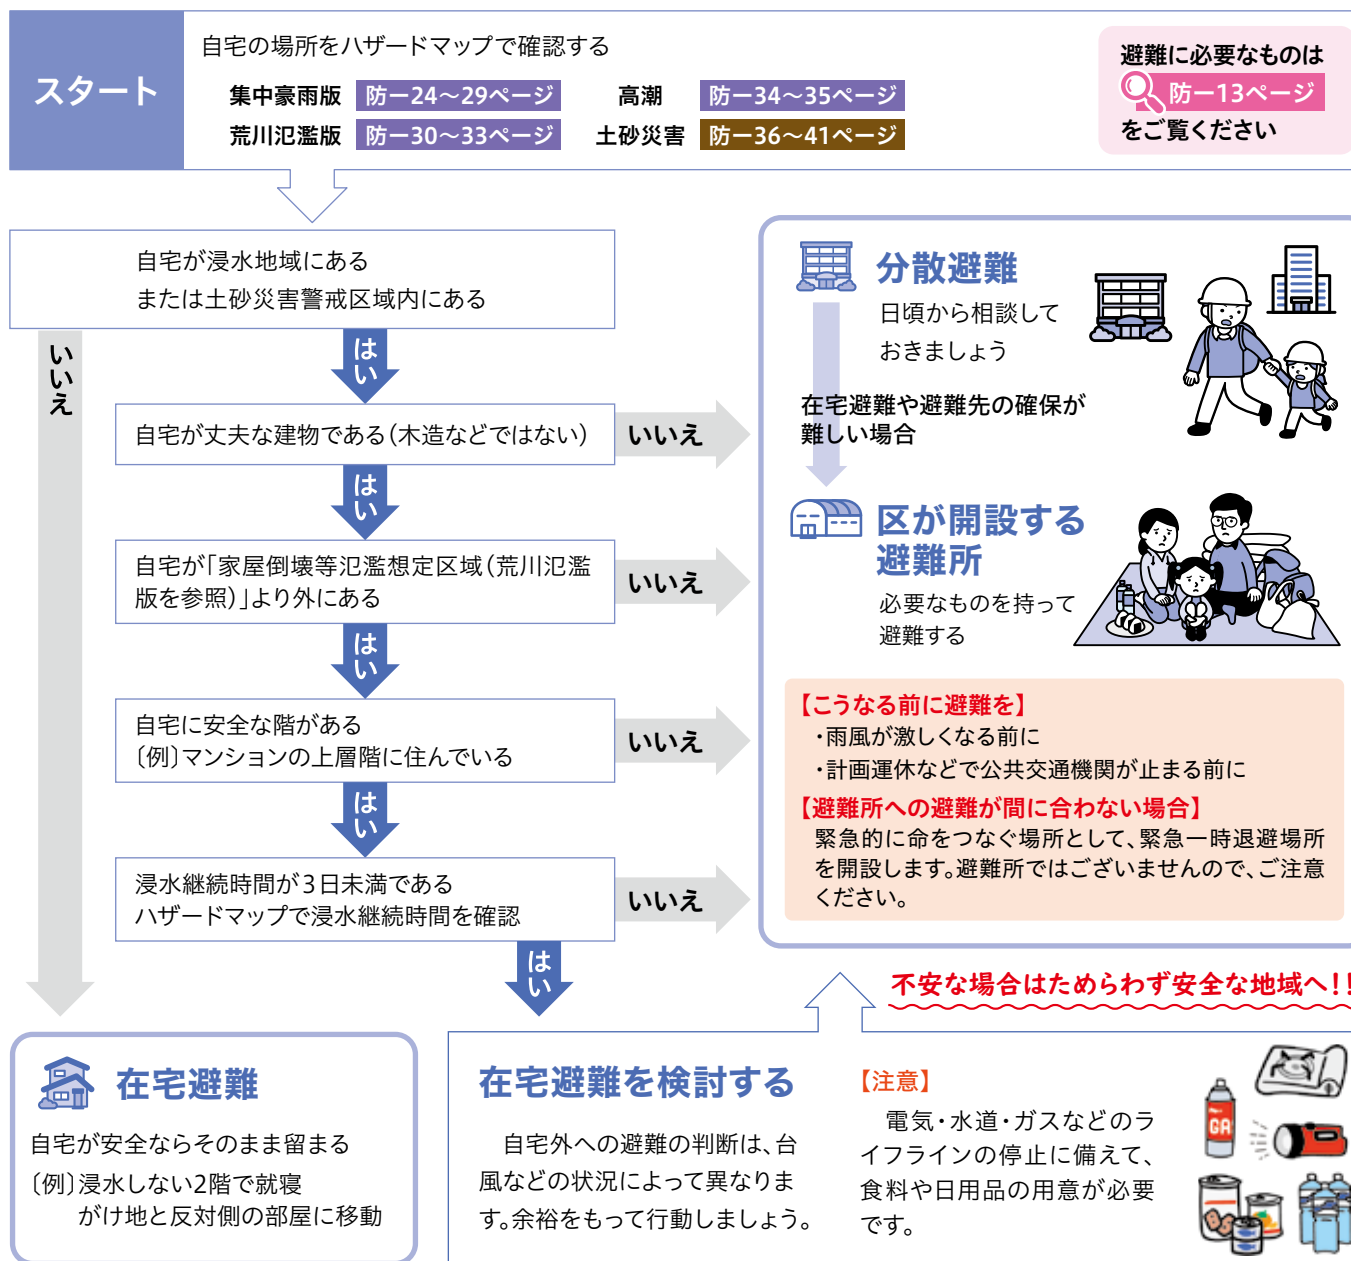 スタート
自宅の場所をハザードマップで確認する
集中豪雨版 防ー24〜29ページ 高潮 防ー34〜35ページ
荒川氾濫版 防ー30〜33ページ 土砂災害 防ー36〜41ページ
避難に必要なものは
防ー13ページ
をご覧ください
自宅が浸水地域にある
または土砂災害警戒区域内にある
いいえ
はい
自宅が丈夫な建物である（木造などではない）
いいえ
はい
自宅が「家屋倒壊等氾濫想定区域（荒川氾濫
版を参照）」より外にある
いいえ
はい
自宅に安全な階がある
〔例〕マンションの上層階に住んでいる
いいえ
はい
浸水継続時間が3日未満である
ハザードマップで浸水継続時間を確認
いいえ
はい
分散避難
日頃から相談して
おきましょう
在宅避難や避難先の確保が
難しい場合
区が開設する
避難所
必要なものを持って
避難する
【こうなる前に避難を】
・雨風が激しくなる前に
・計画運休などで公共交通機関が止まる前に
【避難所への避難が間に合わない場合】
緊急的に命をつなぐ場所として、緊急一時退避場所
を開設します。避難所ではございませんので、ご注意
ください。
不安な場合はためらわず安全な地域へ!!
在宅避難
自宅が安全ならそのまま留まる
〔例〕浸水しない2階で就寝
がけ地と反対側の部屋に移動
在宅避難を検討する
自宅外への避難の判断は、台
風などの状況によって異なりま
す。余裕をもって行動しましょう。
【注意】
電気・水道・ガスなどのラ
イフラインの停止に備えて、
食料や日用品の用意が必要
です。
GA